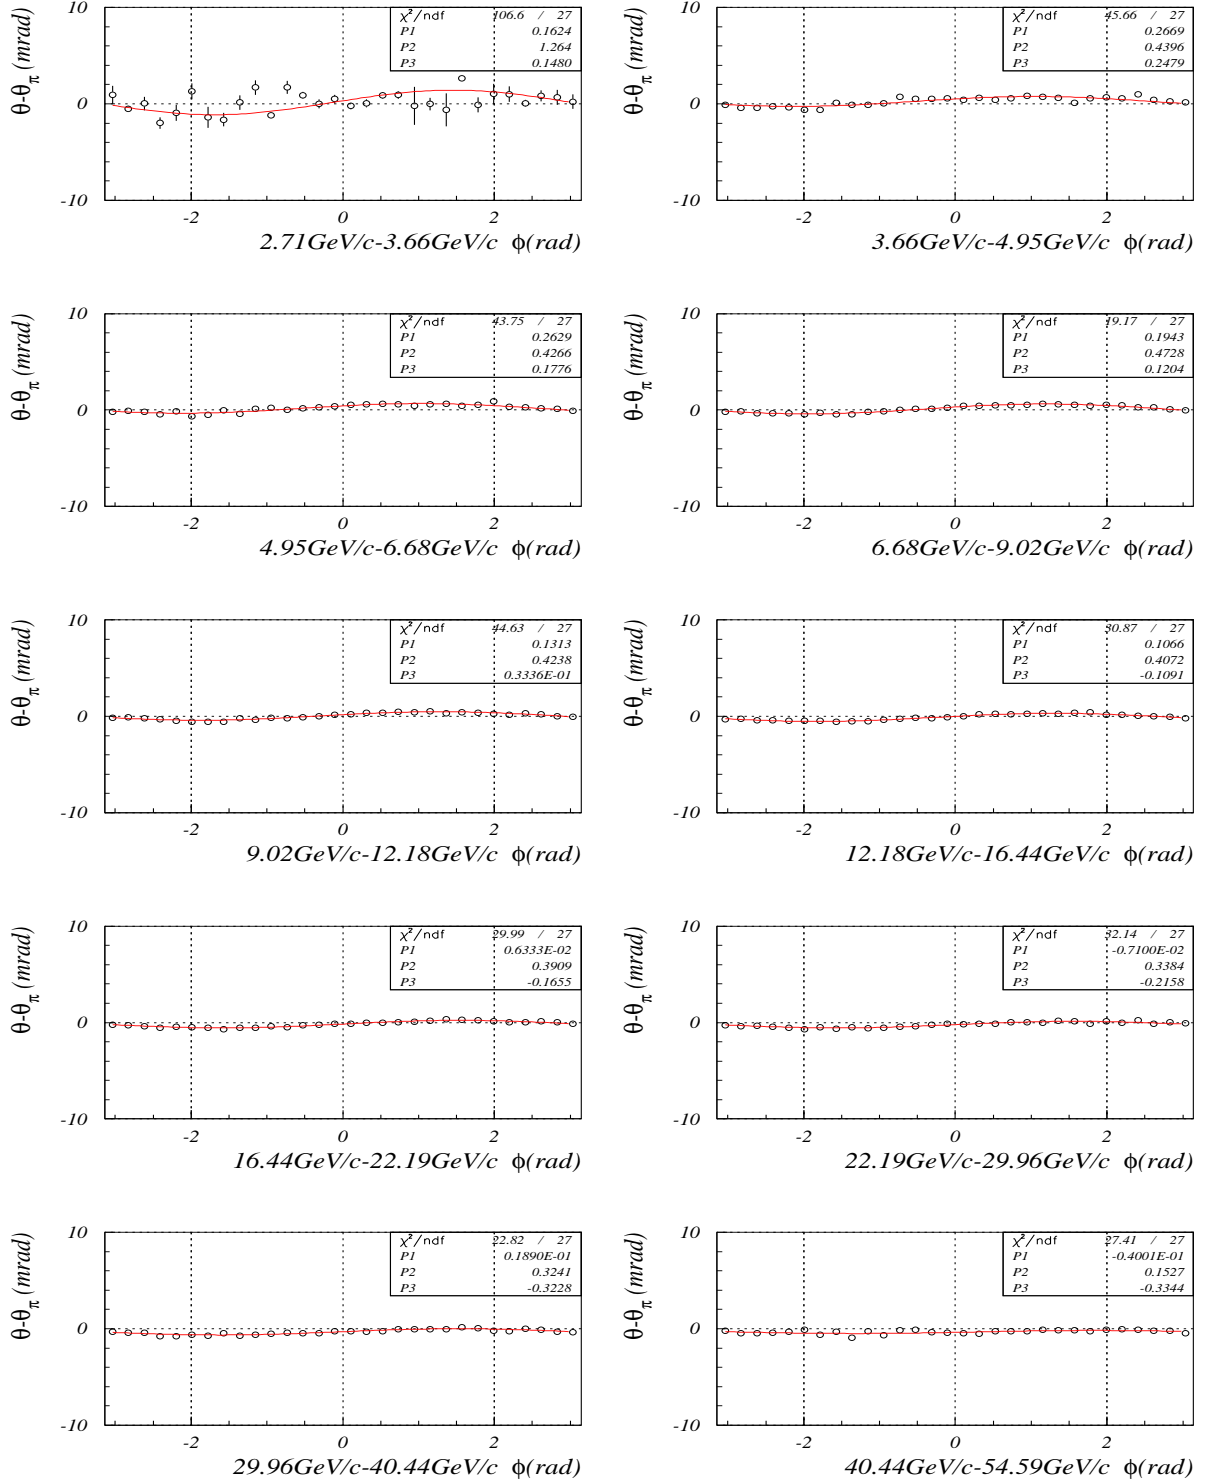 θ-θπ (mrad)
10
0
-10
χ²/ndf 106.6 / 27
P1 0.1624
P2 1.264
P3 0.1480
-2 0 2
2.71GeV/c-3.66GeV/c φ(rad)
θ-θπ (mrad)
10
0
-10
χ²/ndf 45.66 / 27
P1 0.2669
P2 0.4396
P3 0.2479
-2 0 2
3.66GeV/c-4.95GeV/c φ(rad)
θ-θπ (mrad)
10
0
-10
χ²/ndf 43.75 / 27
P1 0.2629
P2 0.4266
P3 0.1776
-2 0 2
4.95GeV/c-6.68GeV/c φ(rad)
θ-θπ (mrad)
10
0
-10
χ²/ndf 19.17 / 27
P1 0.1943
P2 0.4728
P3 0.1204
-2 0 2
6.68GeV/c-9.02GeV/c φ(rad)
θ-θπ (mrad)
10
0
-10
χ²/ndf 44.63 / 27
P1 0.1313
P2 0.4238
P3 0.3336E-01
-2 0 2
9.02GeV/c-12.18GeV/c φ(rad)
θ-θπ (mrad)
10
0
-10
χ²/ndf 30.87 / 27
P1 0.1066
P2 0.4072
P3 -0.1091
-2 0 2
12.18GeV/c-16.44GeV/c φ(rad)
θ-θπ (mrad)
10
0
-10
χ²/ndf 29.99 / 27
P1 0.6333E-02
P2 0.3909
P3 -0.1655
-2 0 2
16.44GeV/c-22.19GeV/c φ(rad)
θ-θπ (mrad)
10
0
-10
χ²/ndf 32.14 / 27
P1 -0.7100E-02
P2 0.3384
P3 -0.2158
-2 0 2
22.19GeV/c-29.96GeV/c φ(rad)
θ-θπ (mrad)
10
0
-10
χ²/ndf 22.82 / 27
P1 0.1890E-01
P2 0.3241
P3 -0.3228
-2 0 2
29.96GeV/c-40.44GeV/c φ(rad)
θ-θπ (mrad)
10
0
-10
χ²/ndf 27.41 / 27
P1 -0.4001E-01
P2 0.1527
P3 -0.3344
-2 0 2
40.44GeV/c-54.59GeV/c φ(rad)